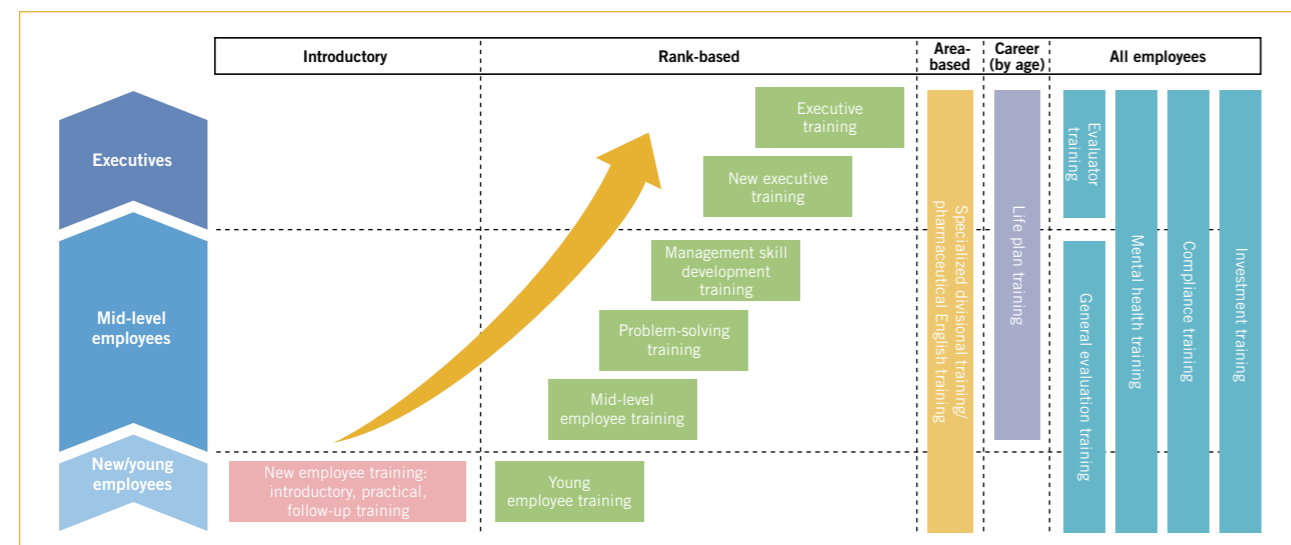 Introductory
Rank-based
Area-
based
Career
(by age)
All employees
Executives
Mid-level
employees
New/young
employees
New employee training:
introductory, practical,
follow-up training
Executive
training
New executive
training
Management skill
development
training
Problem-solving
training
Mid-level
employee training
Young
employee training
Specialized divisional training/
pharmaceutical English training
Life plan training
Evaluator
training
General evaluation training
Mental health training
Compliance training
Investment training